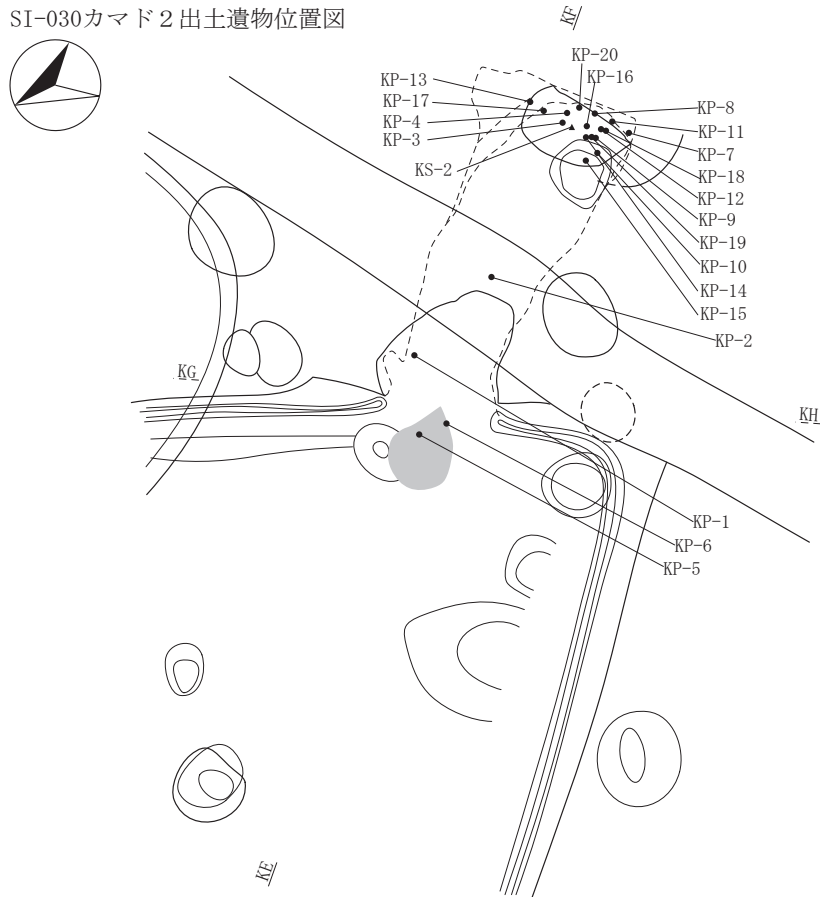 SI-030カマド２出土遺物位置図
KF
KP-20
KP-16
KP-13
KP-17
KP-4
KP-3
KS-2
KP-8
KP-11
KP-7
KP-18
KP-12
KP-9
KP-19
KP-10
KP-14
KP-15
KP-2
KG
KH
KP-1
KP-6
KP-5
KE